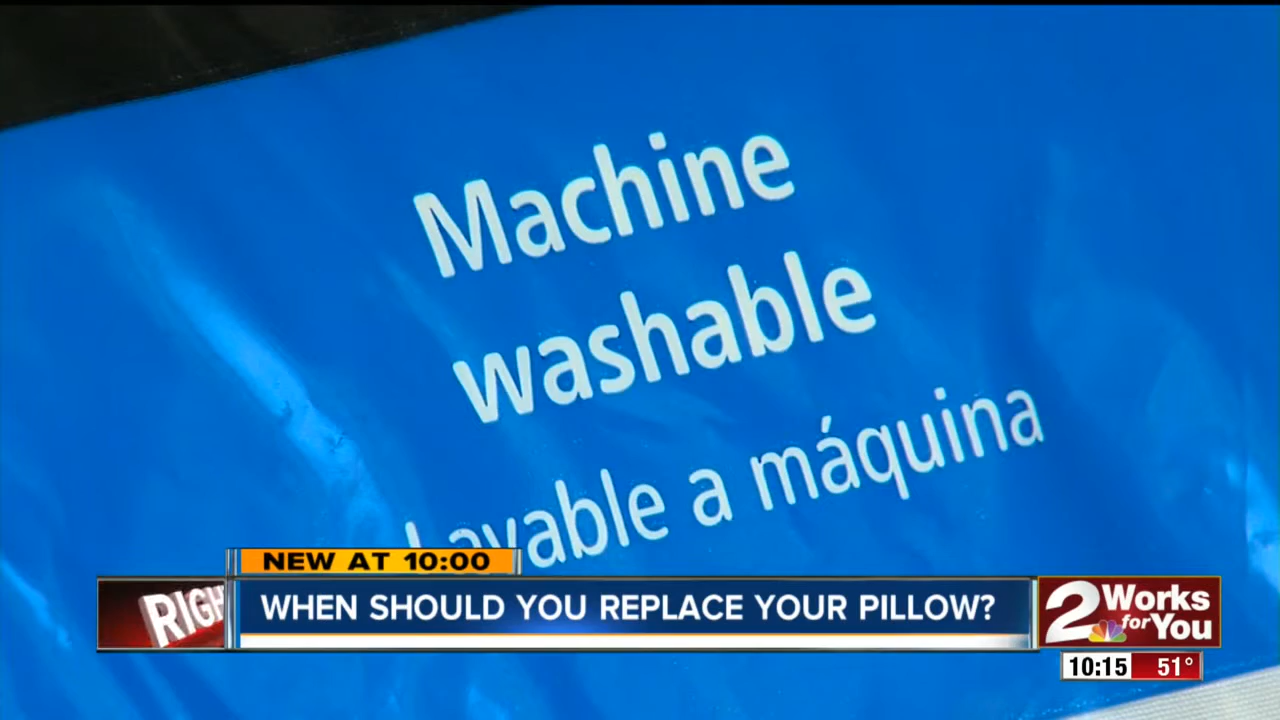 Machine
washable
Lavable a máquina
NEW AT 10:00
RIGH
WHEN SHOULD YOU REPLACE YOUR PILLOW?
2 Works
for You
10:15 51°